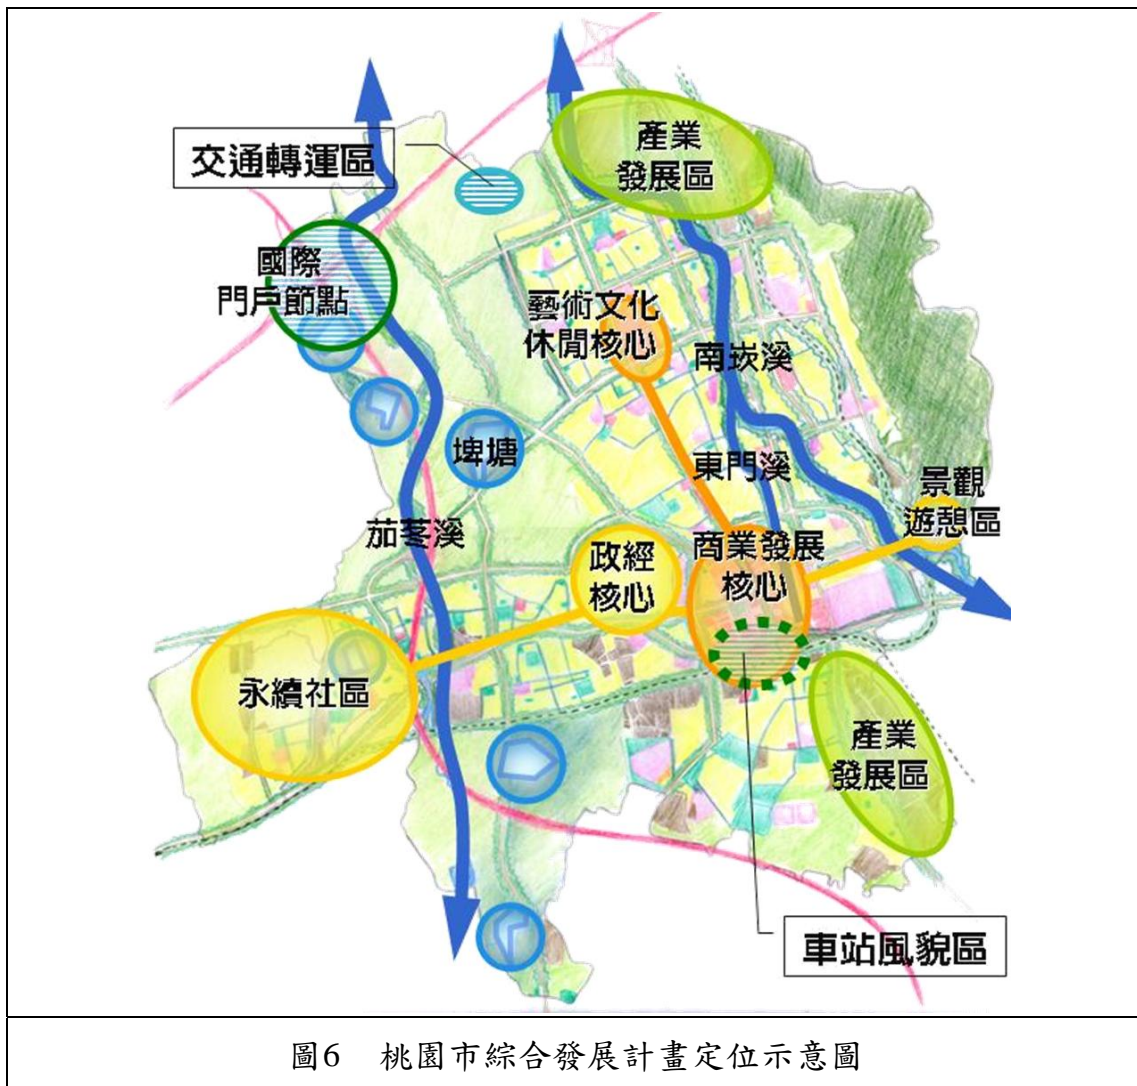 產業
發展區
交通轉運區
國際
門戶節點
藝術文化
休閒核心
南崁溪
埤塘
東門溪
景觀
遊憩區
茄苳溪
政經
核心
商業發展
核心
永續社區
產業
發展區
車站風貌區
圖6 桃園市綜合發展計畫定位示意圖